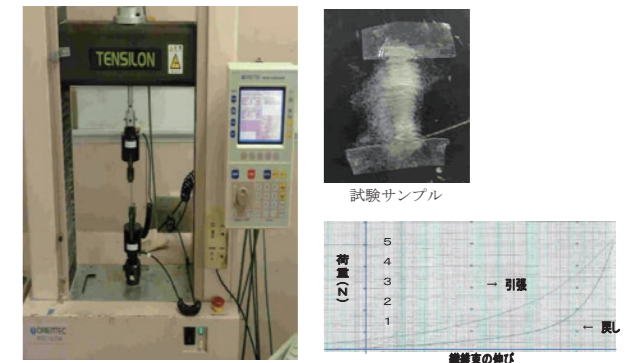 TENSILON
ORIENTEC
試験サンプル
荷重(N)
5
4
3
2
1
→ 引張
← 戻し
繊維束の伸び